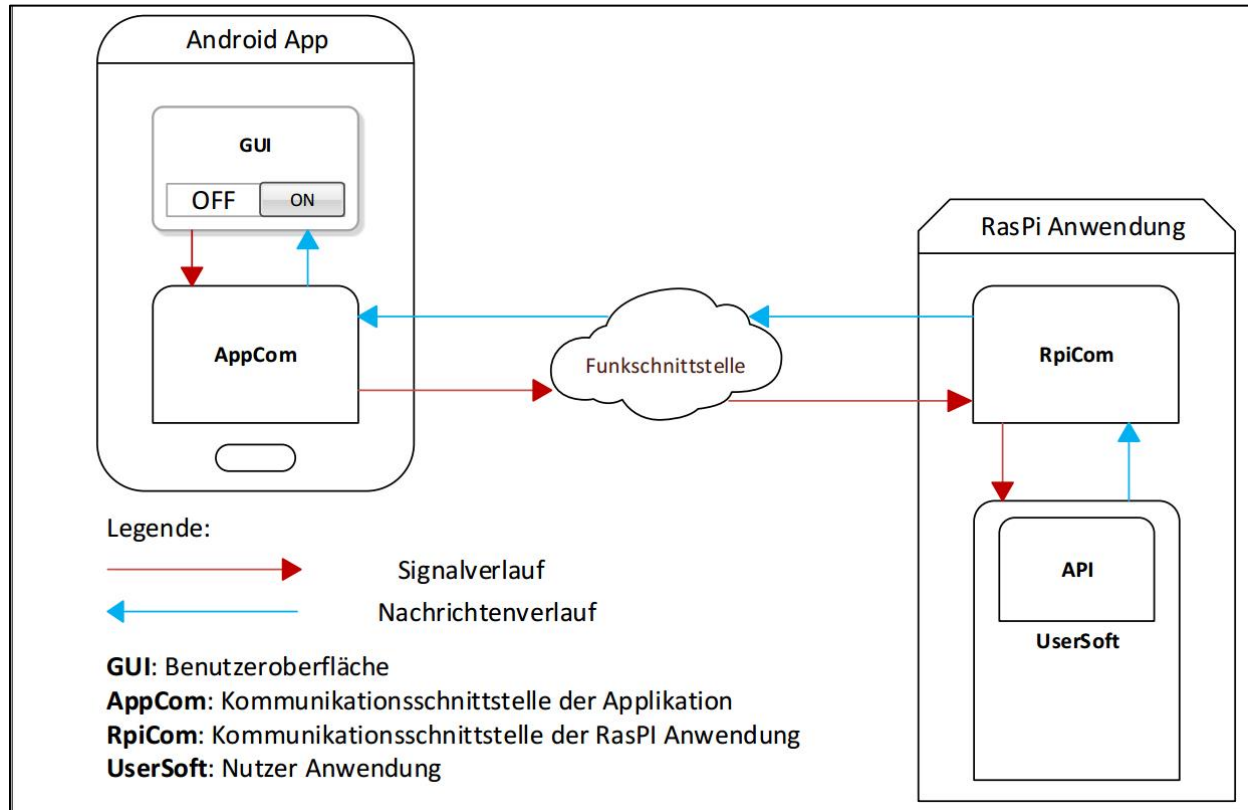 Android App
GUI
OFF ON
AppCom
Funkschnittstelle
RasPi Anwendung
RpiCom
API
UserSoft
Legende:
Signalverlauf
Nachrichtenverlauf
GUI: Benutzeroberfläche
AppCom: Kommunikationsschnittstelle der Applikation
RpiCom: Kommunikationsschnittstelle der RasPI Anwendung
UserSoft: Nutzer Anwendung